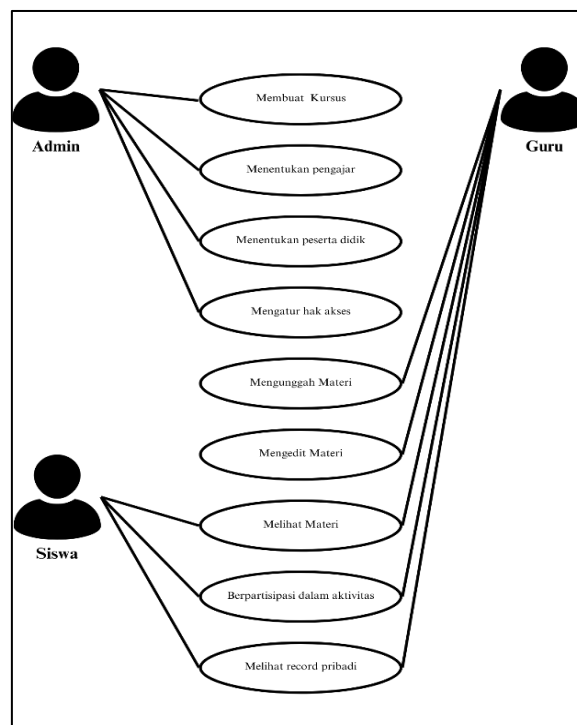 Admin
Guru
Membuat Kursus
Menentukan pengajar
Menentukan peserta didik
Mengatur hak akses
Mengunggah Materi
Mengedit Materi
Siswa
Melihat Materi
Berpartisipasi dalam aktivitas
Melihat record pribadi